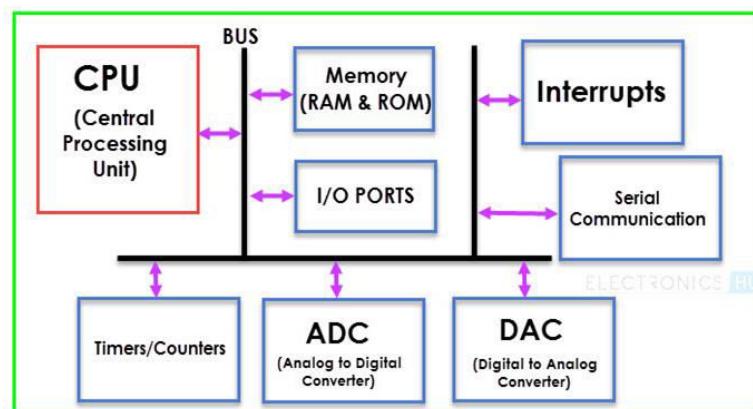 BUS
CPU
(Central
Processing
Unit)
Memory
(RAM & ROM)
I/O PORTS
Interrupts
Serial
Communication
ELECTRONICS
Timers/Counters
ADC
(Analog to Digital
Converter)
DAC
(Digital to Analog
Converter)